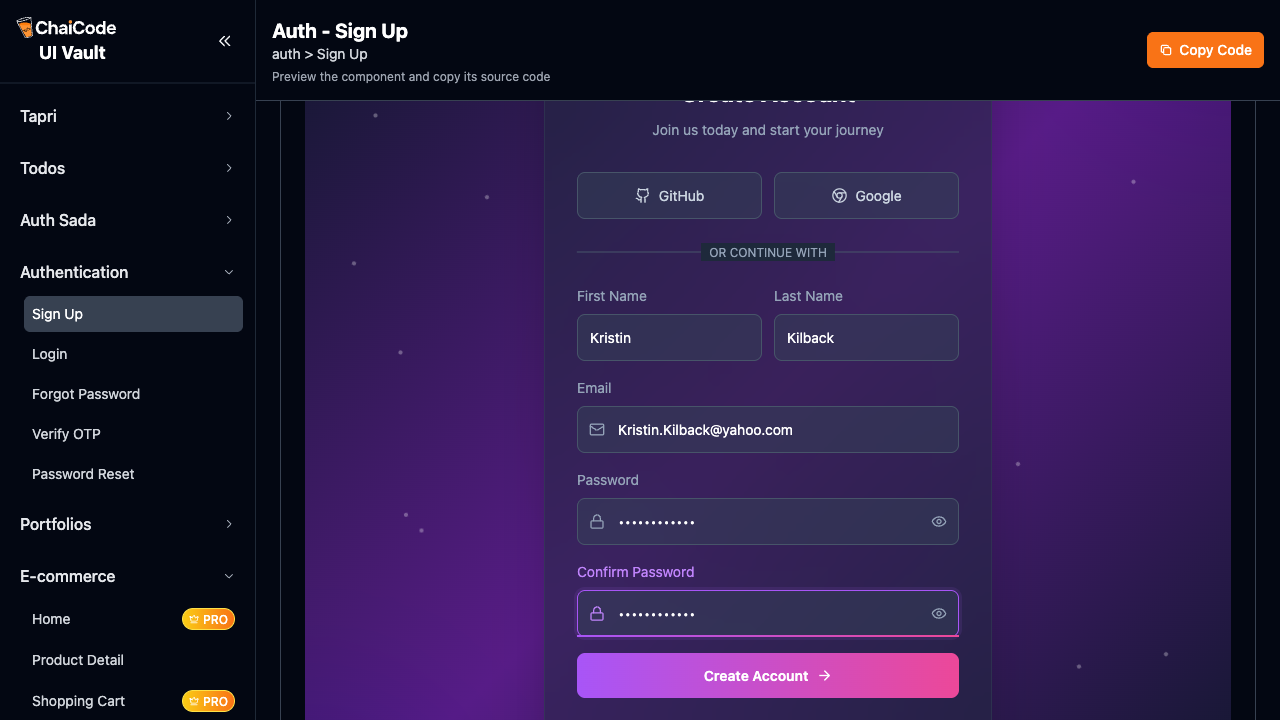 ChaiCode
UI Vault
Auth - Sign Up
auth > Sign Up
Preview the component and copy its source code
Copy Code
Tapri
Todos
Auth Sada
Authentication
Sign Up
Login
Forgot Password
Verify OTP
Password Reset
Portfolios
E-commerce
Home
PRO
Product Detail
Shopping Cart
PRO
Create Account
Join us today and start your journey
GitHub
Google
OR CONTINUE WITH
First Name
Last Name
Kristin
Kilback
Email
Kristin.Kilback@yahoo.com
Password
••••••••••••
Confirm Password
••••••••••••
Create Account